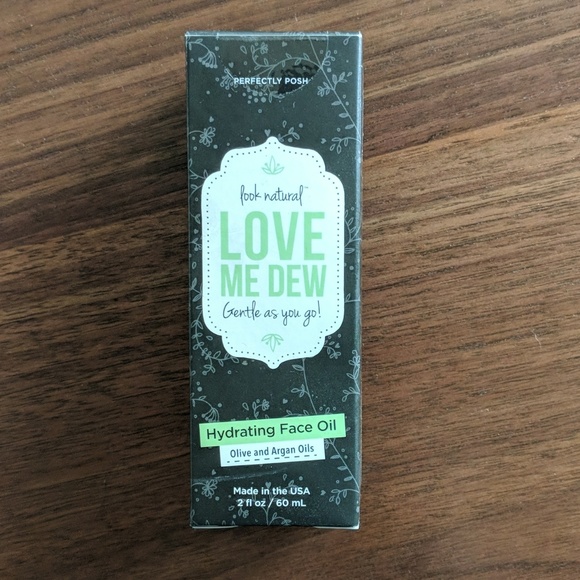 PERFECTLY POSH
look natural™
LOVE
ME DEW
Gentle as you go!
Hydrating Face Oil
Olive and Argan Oils
Made in the USA
2 fl oz / 60 mL